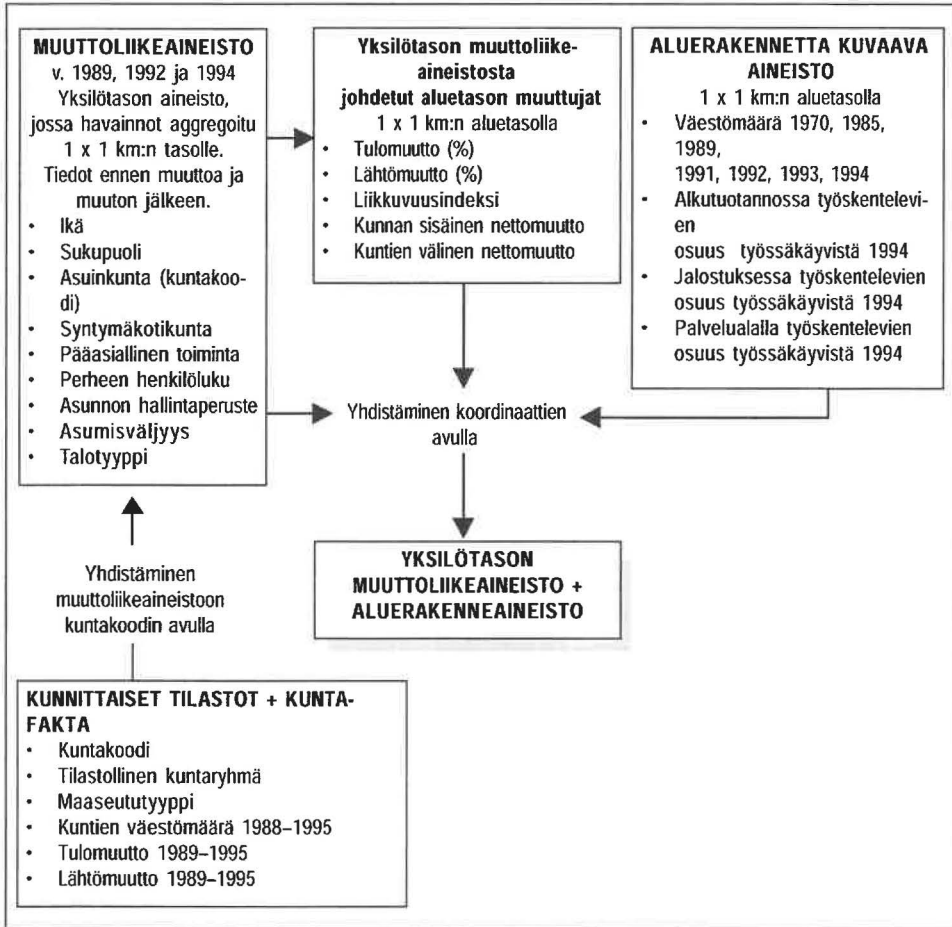 MUUTTOLIIKEAINEISTO
v. 1989, 1992 ja 1994
Yksilötason aineisto,
jossa havainnot aggregoitu
1 x 1 km:n tasolle.
Tiedot ennen muuttoa ja
muuton jälkeen.
• Ikä
• Sukupuoli
• Asuinkunta (kuntakoo-
di)
• Syntymäkotikunta
• Pääasiallinen toiminta
• Perheen henkilöluku
• Asunnon hallintaperuste
• Asumisväljyys
• Talotyyppi
Yksilötason muuttoliike-
aineistosta
johdetut aluetason muuttujat
1 x 1 km:n aluetasolla
• Tulomuutto (%)
• Lähtömuutto (%)
• Liikkuvuusindeksi
• Kunnan sisäinen nettomuutto
• Kuntien välinen nettomuutto
ALUERAKENNETTA KUVAAVA
AINEISTO
1 x 1 km:n aluetasolla
• Väestömäärä 1970, 1985,
1989,
1991, 1992, 1993, 1994
• Alkutuotannossa työskentelevi-
en
osuus työssäkäyvistä 1994
• Jalostuksessa työskentelevien
osuus työssäkäyvistä 1994
• Palvelualalla työskentelevien
osuus työssäkäyvistä 1994
Yhdistäminen koordinaattien
avulla
YKSILÖTASON
MUUTTOLIIKEAINEISTO +
ALUERAKENNEAINEISTO
Yhdistäminen
muuttoliikeaineistoon
kuntakoodin avulla
KUNNITTAISET TILASTOT + KUNTA-
FAKTA
• Kuntakoodi
• Tilastollinen kuntaryhmä
• Maaseututyyppi
• Kuntien väestömäärä 1988–1995
• Tulomuutto 1989–1995
• Lähtömuutto 1989–1995